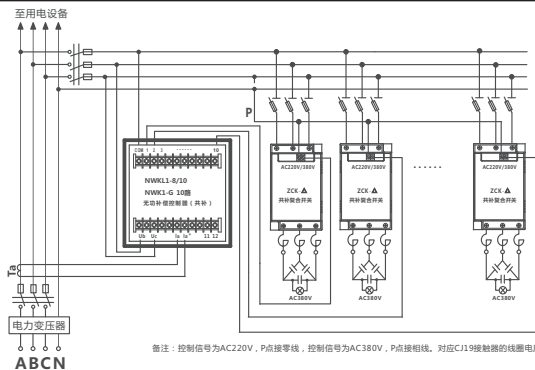 至用电设备
P
COM 1 2 3 ...... 10
NWKL1-8/10
NWK1-G 10路
无功补偿控制器（共补）
Ub Uc Ia Ia* 11 12
AC220V/380V
ZCK-△
共补复合开关
AC380V
AC220V/380V
ZCK-△
共补复合开关
AC380V
......
AC220V/380V
ZCK-△
共补复合开关
AC380V
Ta
电力变压器
ABCN
备注：控制信号为AC220V，P点接零线，控制信号为AC380V，P点接相线。对应CJ19接触器的线圈电